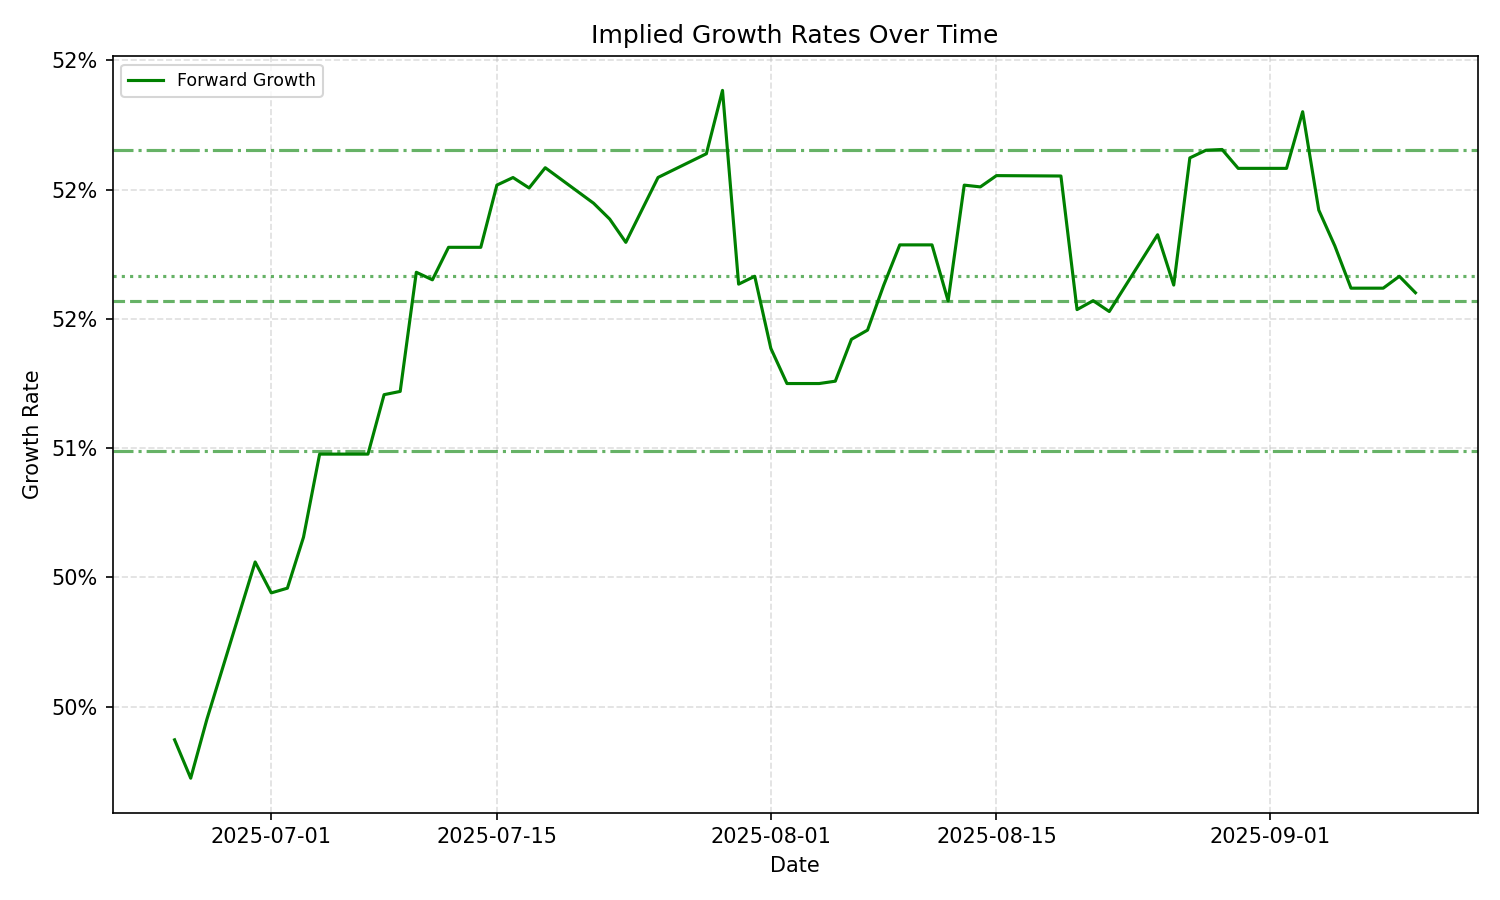 Implied Growth Rates Over Time
Forward Growth
Growth Rate
52%
52%
52%
51%
50%
50%
2025-07-01
2025-07-15
2025-08-01
2025-08-15
2025-09-01
Date